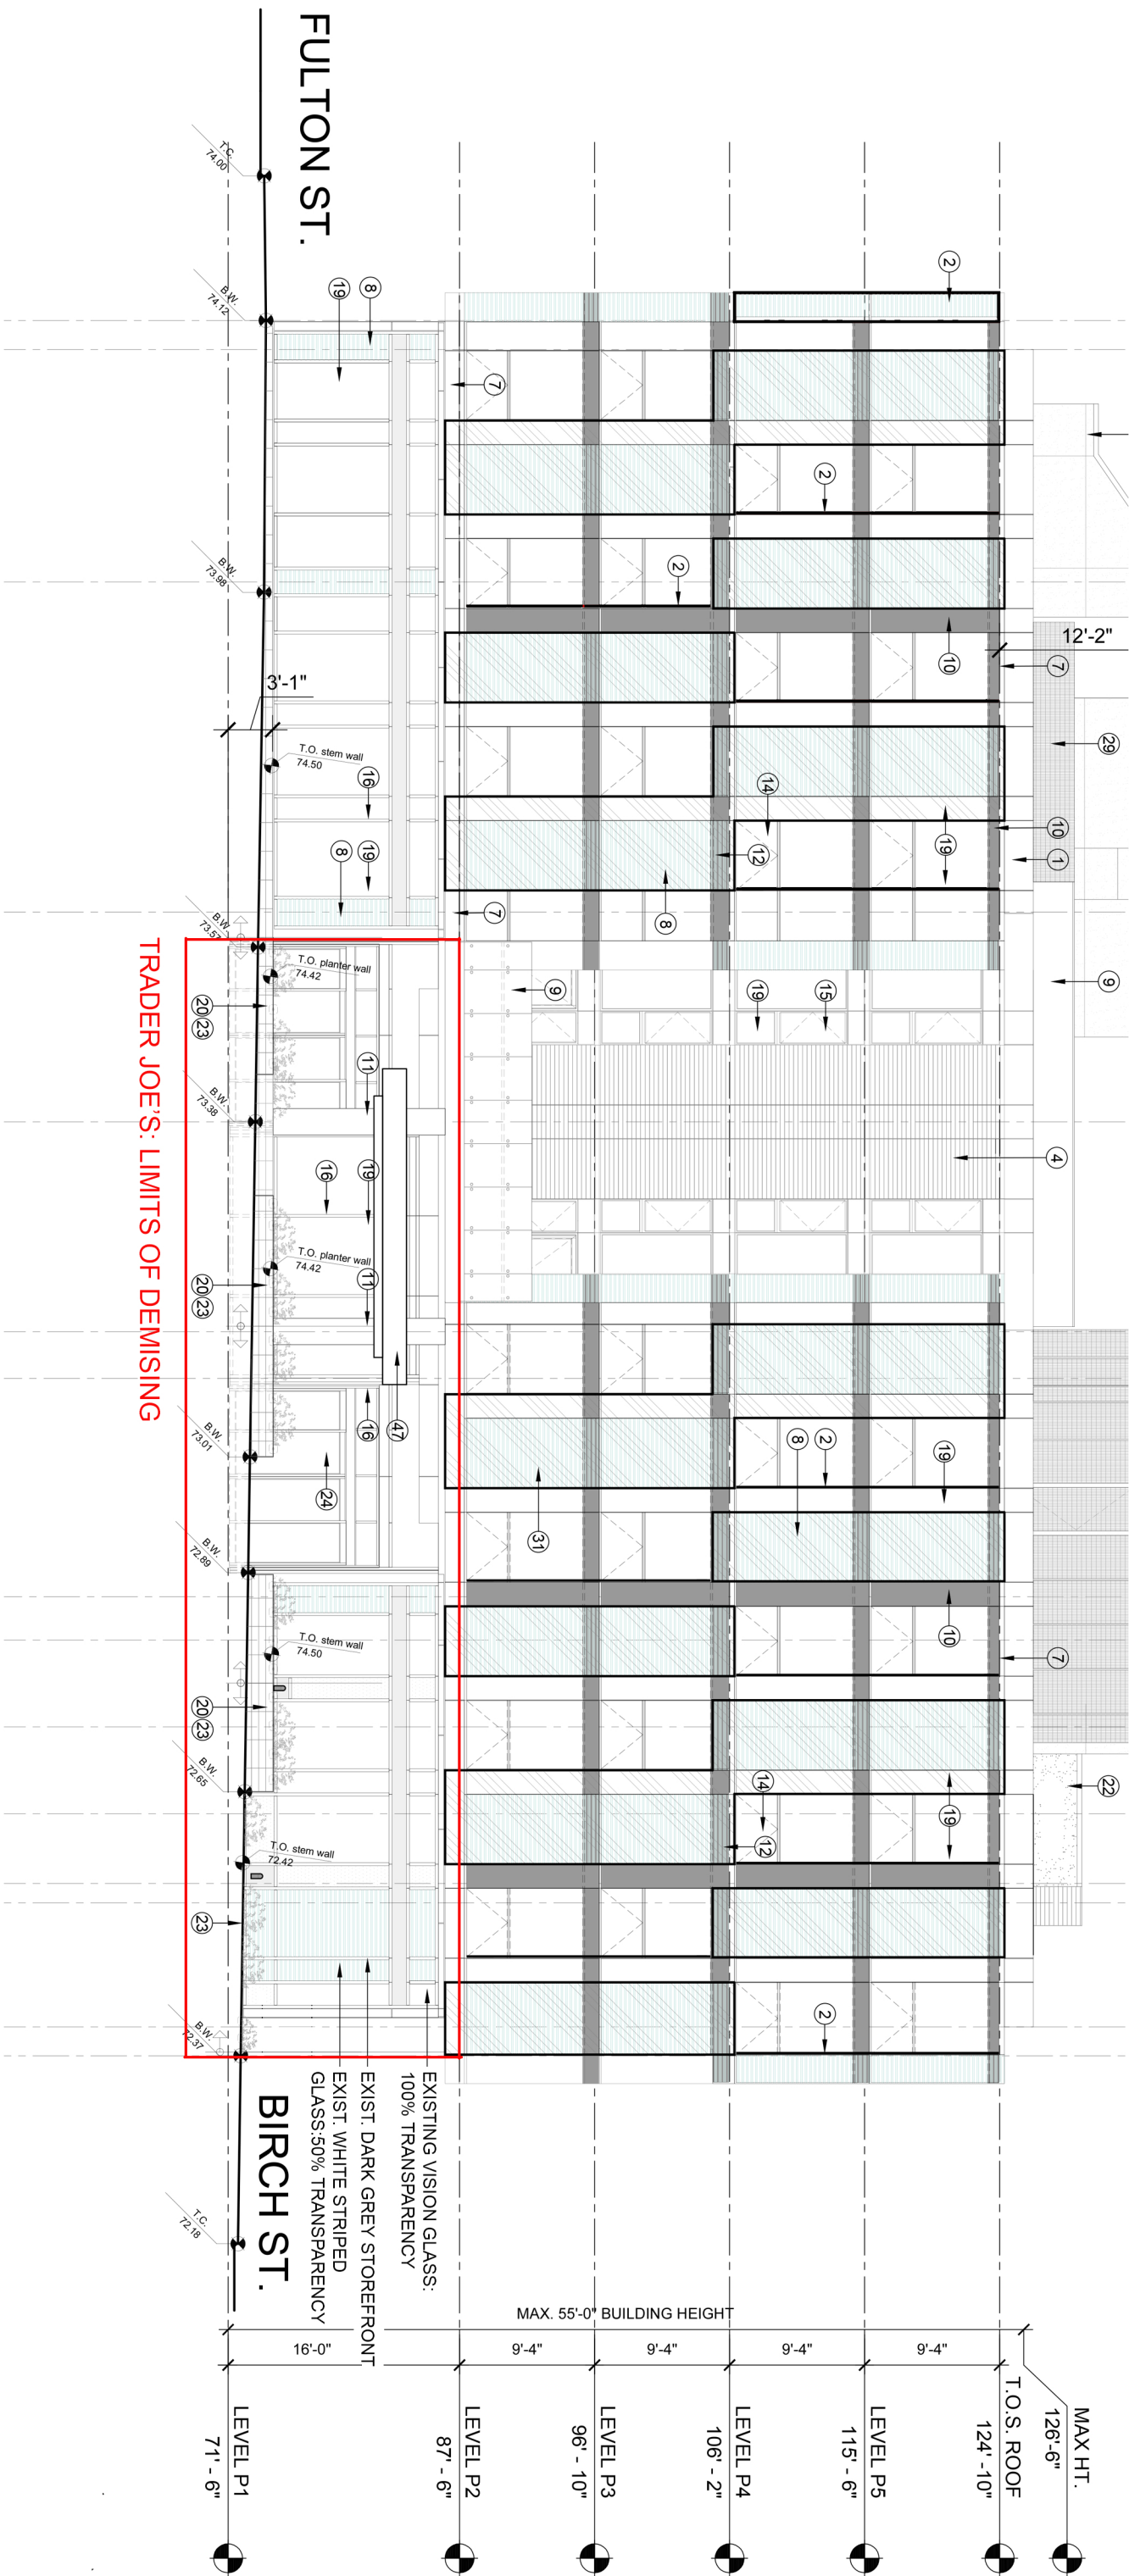 12'-2"
29
9
22
MAX HT.
126'-6"
7
10
1
4
7
T.O.S. ROOF
124' -10"
2
10
19
19
10
19
9'-4"
LEVEL P5
115' - 6"
2
15
2
2
8
14
19
14
9'-4"
12
12
LEVEL P4
106' - 2"
MAX. 55'-0" BUILDING HEIGHT
2
8
9'-4"
LEVEL P3
96' - 10"
9
31
9'-4"
7
7
LEVEL P2
87' - 6"
EXISTING VISION GLASS:
100% TRANSPARENCY
47
8
16
19
11
19
11
16
EXIST. DARK GREY STOREFRONT
19
8
16
24
EXIST. WHITE STRIPED
GLASS:50% TRANSPARENCY
16'-0"
FULTON ST.
3'-1"
T.O. stem wall
74.50
T.O. planter wall
74.42
T.O. planter wall
74.42
T.O. stem wall
74.50
T.O. stem wall
72.42
BIRCH ST.
LEVEL P1
71' - 6"
T.C.
74.00
B.W.
74.12
B.W.
73.98
B.W.
73.57
B.W.
73.38
B.W.
73.01
B.W.
72.89
B.W.
72.65
B.W.
72.37
T.C.
72.18
20 23
20 23
20 23
23
TRADER JOE'S: LIMITS OF DEMISING